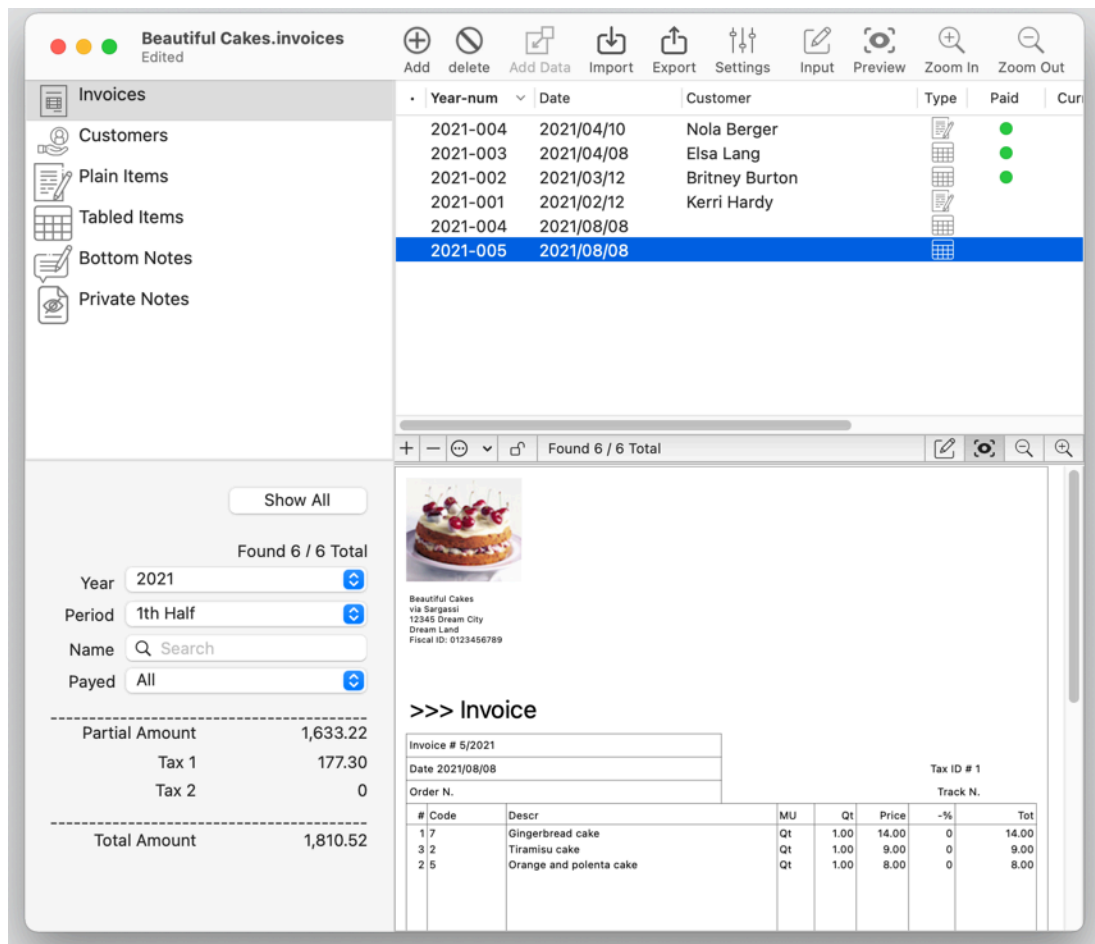 Beautiful Cakes.invoices
Edited
Add delete Add Data Import Export Settings Input Preview Zoom In Zoom Out
Invoices
Customers
Plain Items
Tabled Items
Bottom Notes
Private Notes
Year-num Date Customer Type Paid Curr
2021-004 2021/04/10 Nola Berger
2021-003 2021/04/08 Elsa Lang
2021-002 2021/03/12 Britney Burton
2021-001 2021/02/12 Kerri Hardy
2021-004 2021/08/08
2021-005 2021/08/08
Found 6 / 6 Total
Show All
Found 6 / 6 Total
Year 2021
Period 1th Half
Name Search
Payed All
Partial Amount 1,633.22
Tax 1 177.30
Tax 2 0
Total Amount 1,810.52
Beautiful Cakes
via Sargassi
12345 Dream City
Dream Land
Fiscal ID: 0123456789
>>> Invoice
Invoice # 5/2021
Date 2021/08/08 Tax ID # 1
Order N. Track N.
# Code Descr MU Qt Price -% Tot
1 7 Gingerbread cake Qt 1.00 14.00 0 14.00
3 2 Tiramisu cake Qt 1.00 9.00 0 9.00
2 5 Orange and polenta cake Qt 1.00 8.00 0 8.00